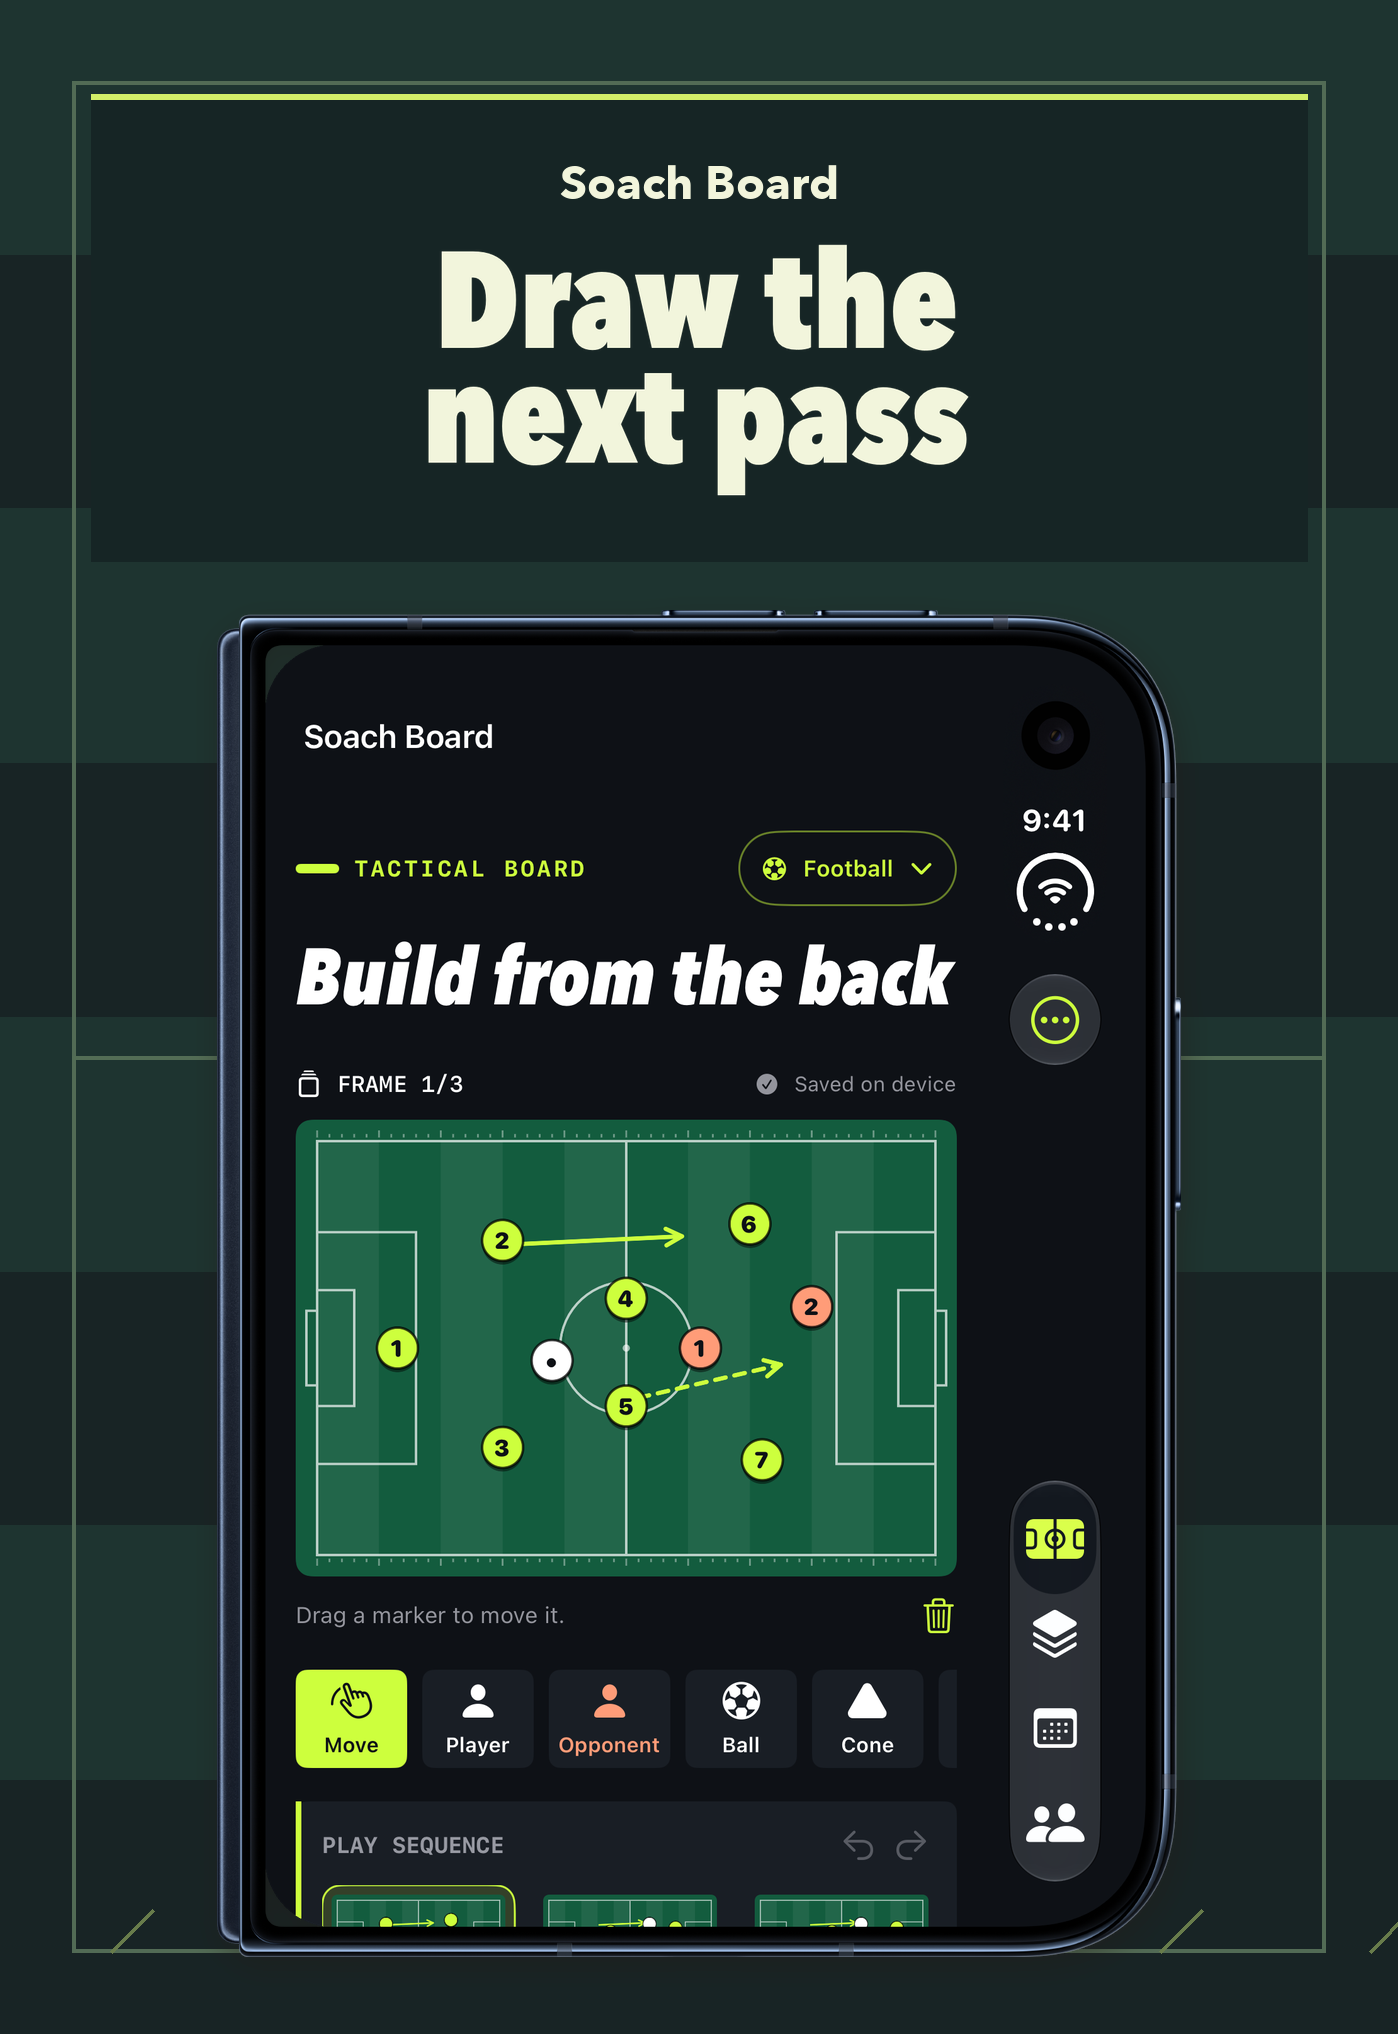 Soach Board
Draw the
next pass
Soach Board
9:41
TACTICAL BOARD
Football
Build from the back
FRAME 1/3
Saved on device
2
6
4
2
1
1
5
3
7
Drag a marker to move it.
Move
Player
Opponent
Ball
Cone
PLAY SEQUENCE